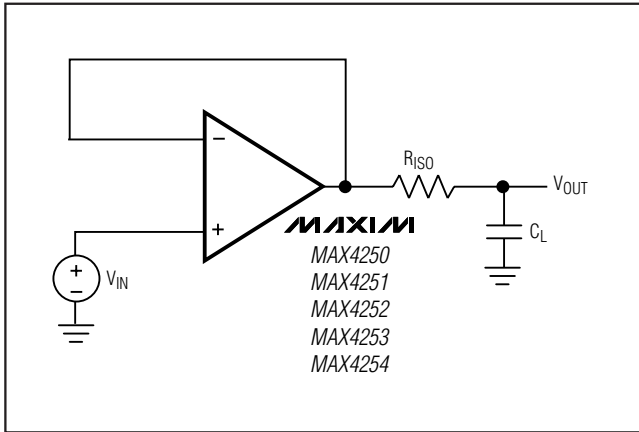 −
+
R_ISO
V_OUT
C_L
MAXIM
MAX4250
MAX4251
MAX4252
MAX4253
MAX4254
+
−
V_IN